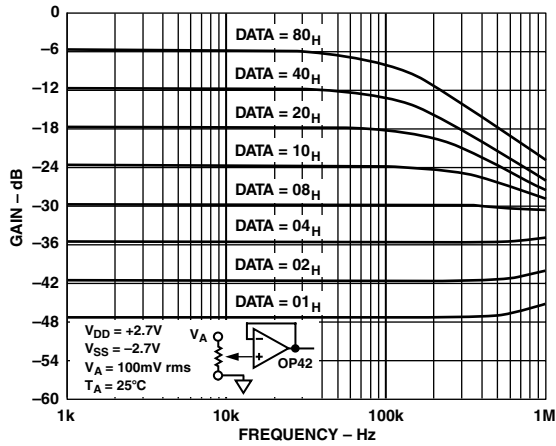 0
–6
–12
–18
–24
–30
–36
–42
–48
–54
–60
GAIN – dB
DATA = 80H
DATA = 40H
DATA = 20H
DATA = 10H
DATA = 08H
DATA = 04H
DATA = 02H
DATA = 01H
VDD = +2.7V
VSS = –2.7V
VA = 100mV rms
TA = 25°C
VA
–
+
OP42
1k
10k
100k
1M
FREQUENCY – Hz